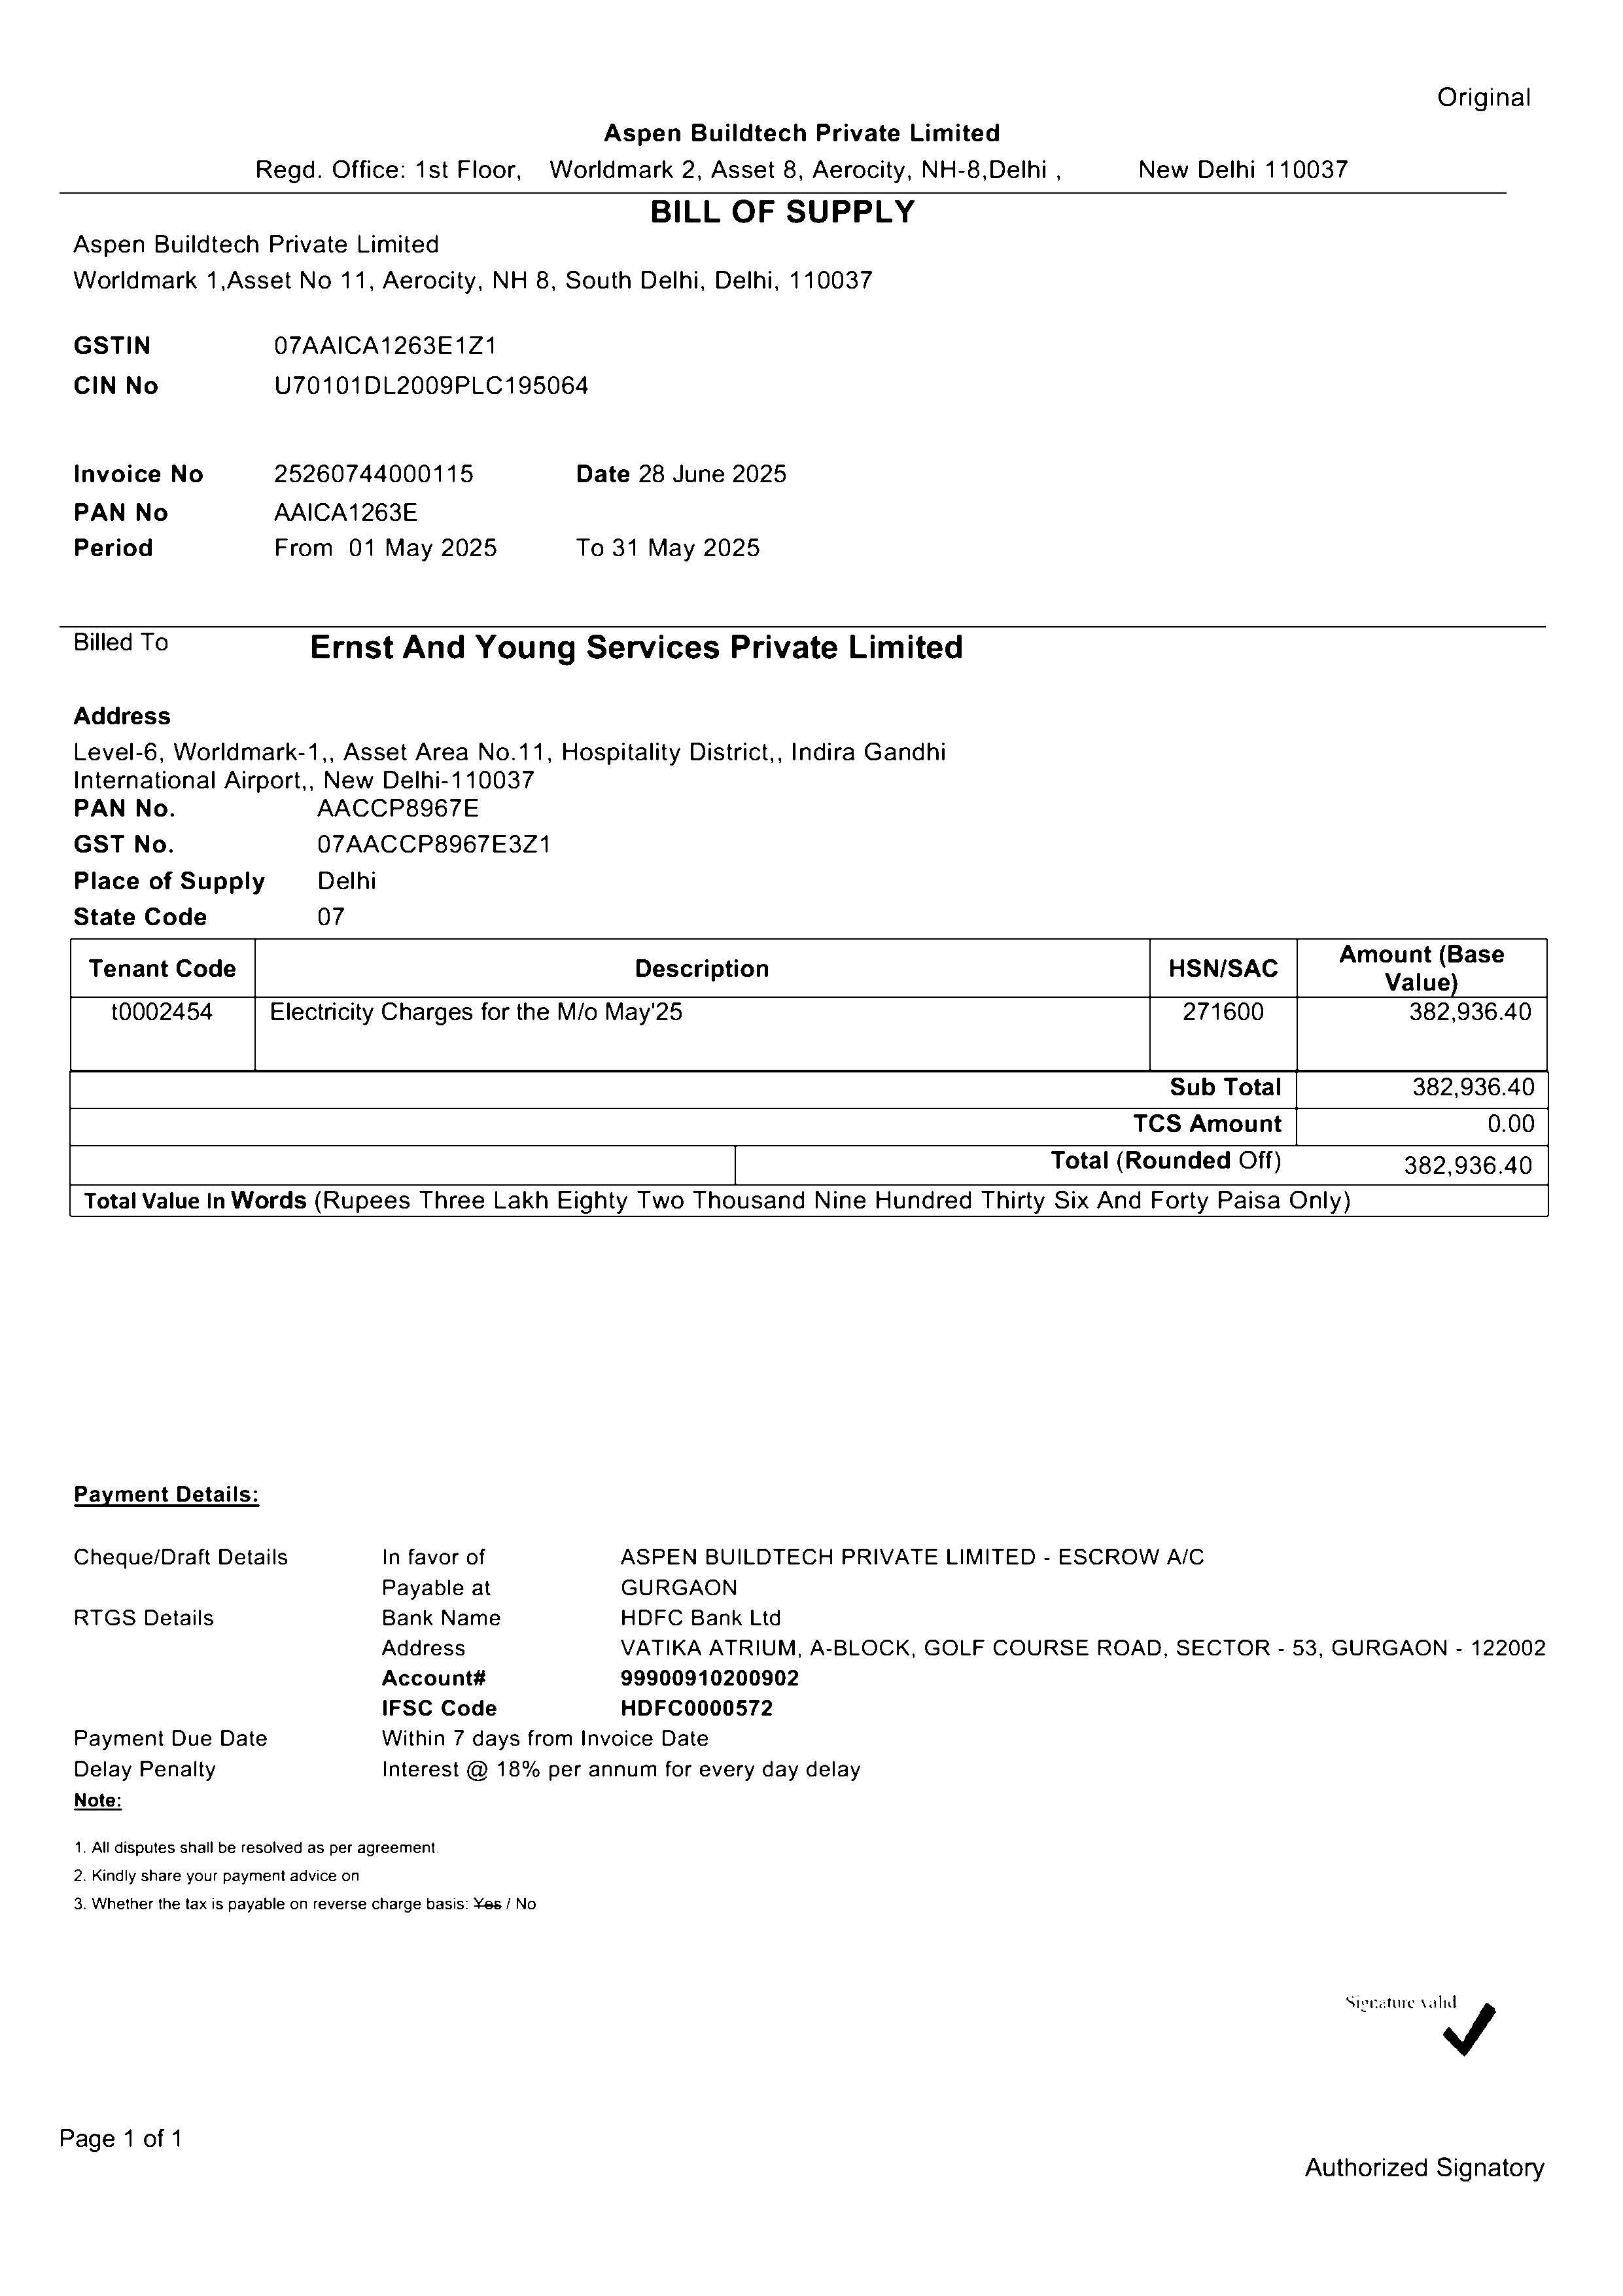 Original
Aspen Buildtech Private Limited
Regd. Office: 1st Floor, Worldmark 2, Asset 8, Aerocity, NH-8,Delhi , New Delhi 110037
BILL OF SUPPLY
Aspen Buildtech Private Limited
Worldmark 1,Asset No 11, Aerocity, NH 8, South Delhi, Delhi, 110037
GSTIN 07AAICA1263E1Z1
CIN No U70101DL2009PLC195064
Invoice No 25260744000115 Date 28 June 2025
PAN No AAICA1263E
Period From 01 May 2025 To 31 May 2025
Billed To Ernst And Young Services Private Limited
Address
Level-6, Worldmark-1,, Asset Area No.11, Hospitality District,, Indira Gandhi
International Airport,, New Delhi-110037
PAN No. AACCP8967E
GST No. 07AACCP8967E3Z1
Place of Supply Delhi
State Code 07
Tenant Code Description HSN/SAC Amount (Base Value)
t0002454 Electricity Charges for the M/o May'25 271600 382,936.40
Sub Total 382,936.40
TCS Amount 0.00
Total (Rounded Off) 382,936.40
Total Value In Words (Rupees Three Lakh Eighty Two Thousand Nine Hundred Thirty Six And Forty Paisa Only)
Payment Details:
Cheque/Draft Details In favor of ASPEN BUILDTECH PRIVATE LIMITED - ESCROW A/C
Payable at GURGAON
RTGS Details Bank Name HDFC Bank Ltd
Address VATIKA ATRIUM, A-BLOCK, GOLF COURSE ROAD, SECTOR - 53, GURGAON - 122002
Account# 99900910200902
IFSC Code HDFC0000572
Payment Due Date Within 7 days from Invoice Date
Delay Penalty Interest @ 18% per annum for every day delay
Note:
1. All disputes shall be resolved as per agreement.
2. Kindly share your payment advice on
3. Whether the tax is payable on reverse charge basis: Yes / No
Signature valid
Page 1 of 1
Authorized Signatory